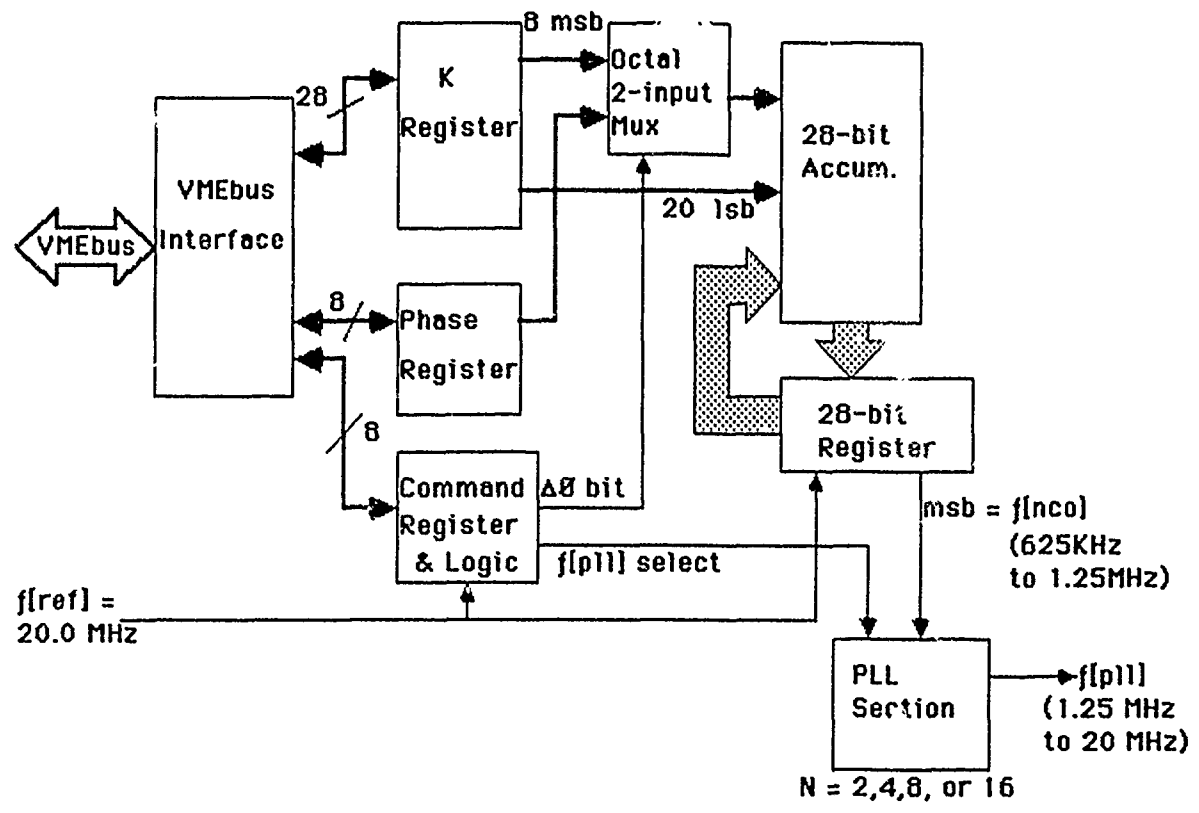 8 msb
K
Register
Octal
2-input
Mux
28
28-bit
Accum.
VMEbus
Interface
VMEbus
20 lsb
8
Phase
Register
8
28-bit
Register
Command
Register
& Logic
ΔØ bit
f[pll] select
msb = f[nco]
(625KHz
to 1.25MHz)
f[ref] =
20.0 MHz
PLL
Section
f[pll]
(1.25 MHz
to 20 MHz)
N = 2,4,8, or 16